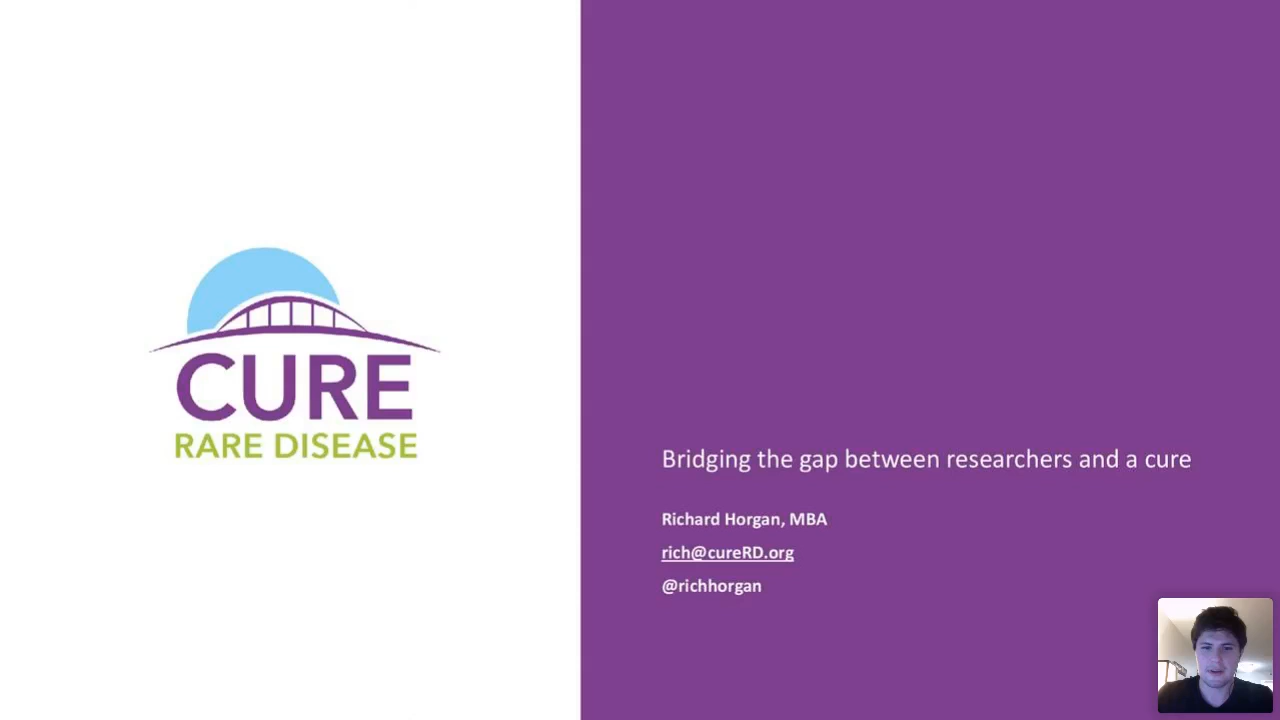 CURE
RARE DISEASE
Bridging the gap between researchers and a cure
Richard Horgan, MBA
rich@cureRD.org
@richhorgan